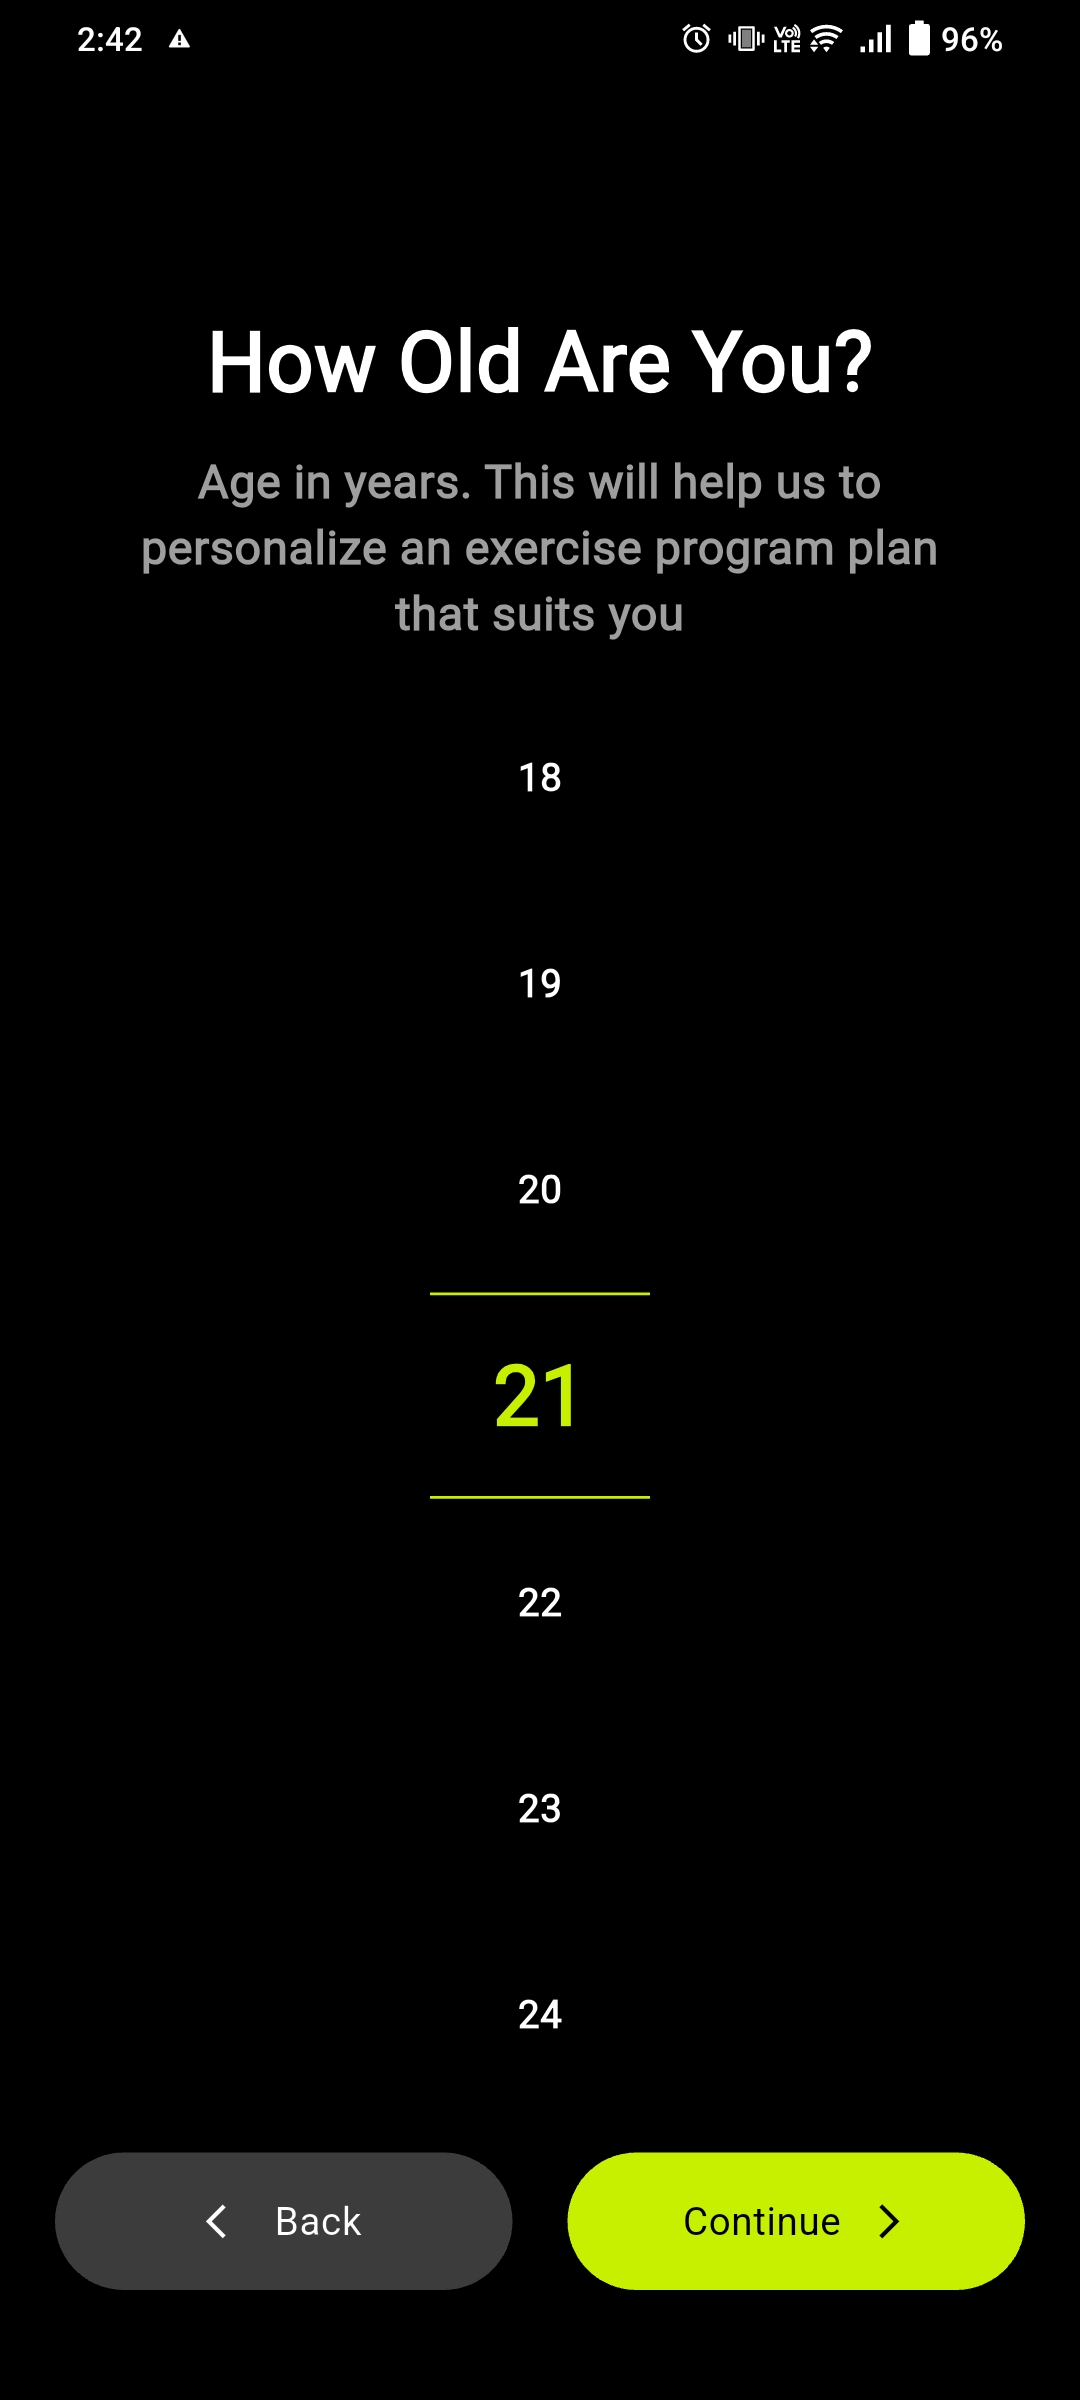 2:42
Vo LTE
96%
How Old Are You?
Age in years. This will help us to
personalize an exercise program plan
that suits you
18
19
20
21
22
23
24
Back
Continue